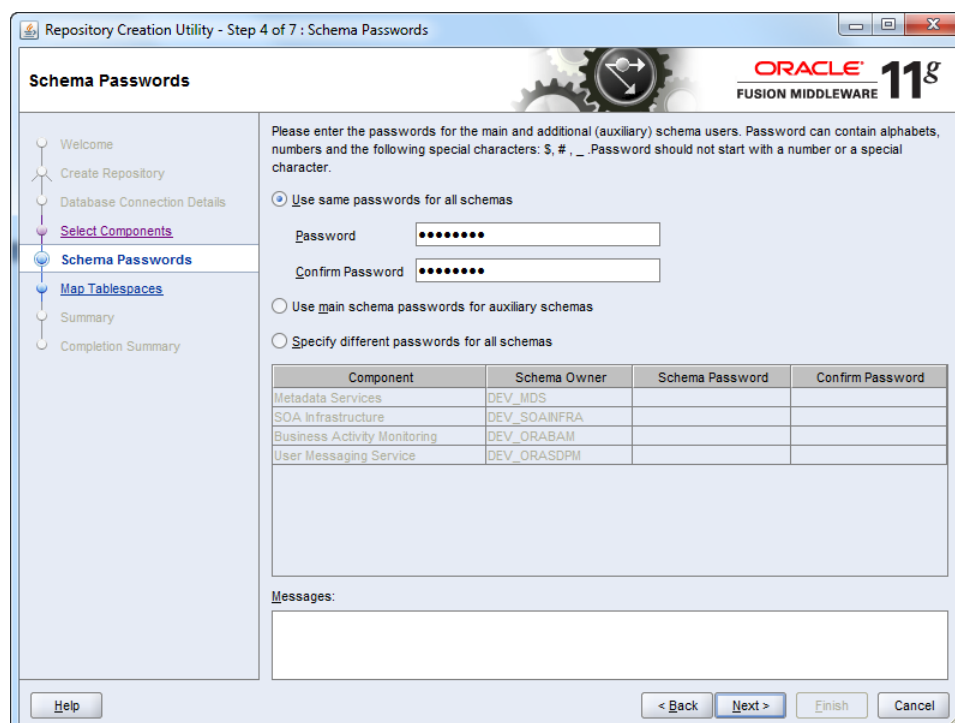 Repository Creation Utility - Step 4 of 7 : Schema Passwords
Schema Passwords
ORACLE
FUSION MIDDLEWARE 11g
Welcome
Create Repository
Database Connection Details
Select Components
Schema Passwords
Map Tablespaces
Summary
Completion Summary
Please enter the passwords for the main and additional (auxiliary) schema users. Password can contain alphabets,
numbers and the following special characters: $, # , _ .Password should not start with a number or a special
character.
Use same passwords for all schemas
Password ••••••••
Confirm Password ••••••••
Use main schema passwords for auxiliary schemas
Specify different passwords for all schemas
Component Schema Owner Schema Password Confirm Password
Metadata Services DEV_MDS
SOA Infrastructure DEV_SOAINFRA
Business Activity Monitoring DEV_ORABAM
User Messaging Service DEV_ORASDPM
Messages:
Help < Back Next > Finish Cancel